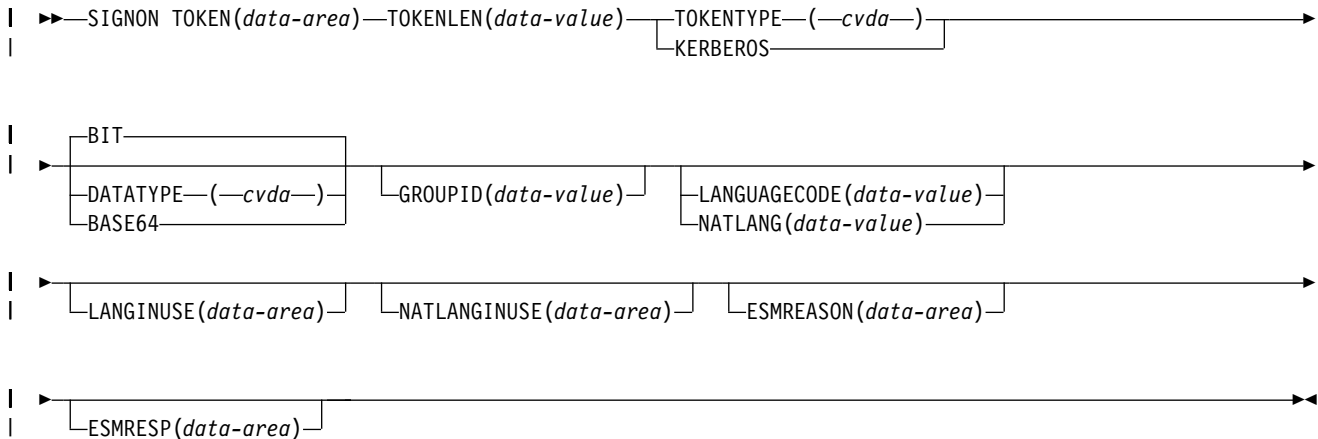 SIGNON TOKEN(data-area) TOKENLEN(data-value) TOKENTYPE ( cvda )
KERBEROS
BIT
DATATYPE ( cvda ) GROUPID(data-value) LANGUAGECODE(data-value)
BASE64 NATLANG(data-value)
LANGINUSE(data-area) NATLANGINUSE(data-area) ESMREASON(data-area)
ESMRESP(data-area)